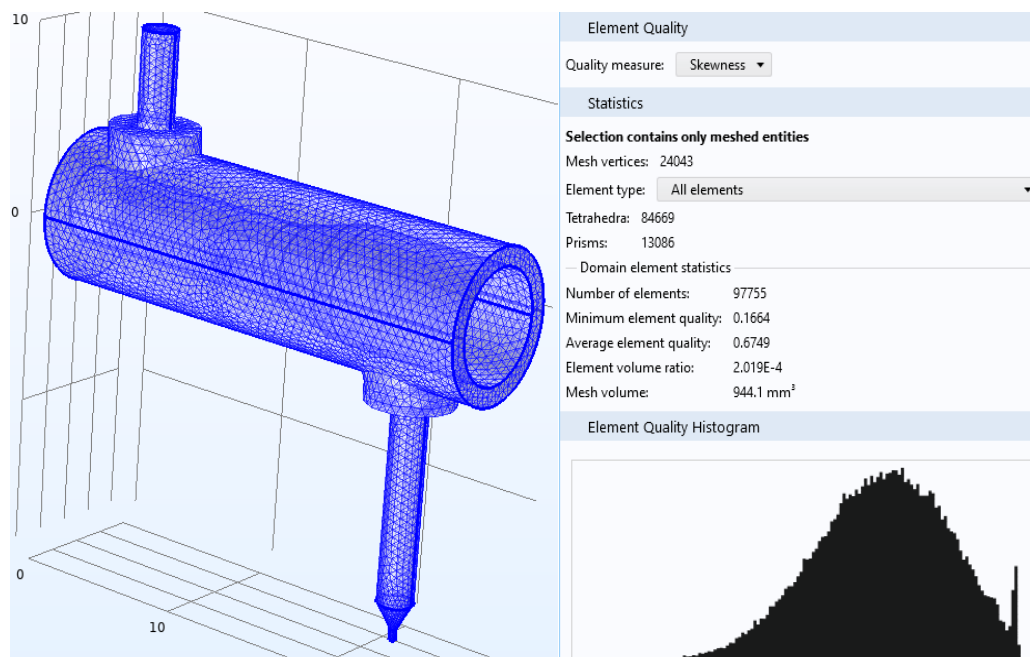 10
0
0
10
Element Quality
Quality measure: Skewness
Statistics
Selection contains only meshed entities
Mesh vertices: 24043
Element type: All elements
Tetrahedra: 84669
Prisms: 13086
Domain element statistics
Number of elements: 97755
Minimum element quality: 0.1664
Average element quality: 0.6749
Element volume ratio: 2.019E-4
Mesh volume: 944.1 mm³
Element Quality Histogram